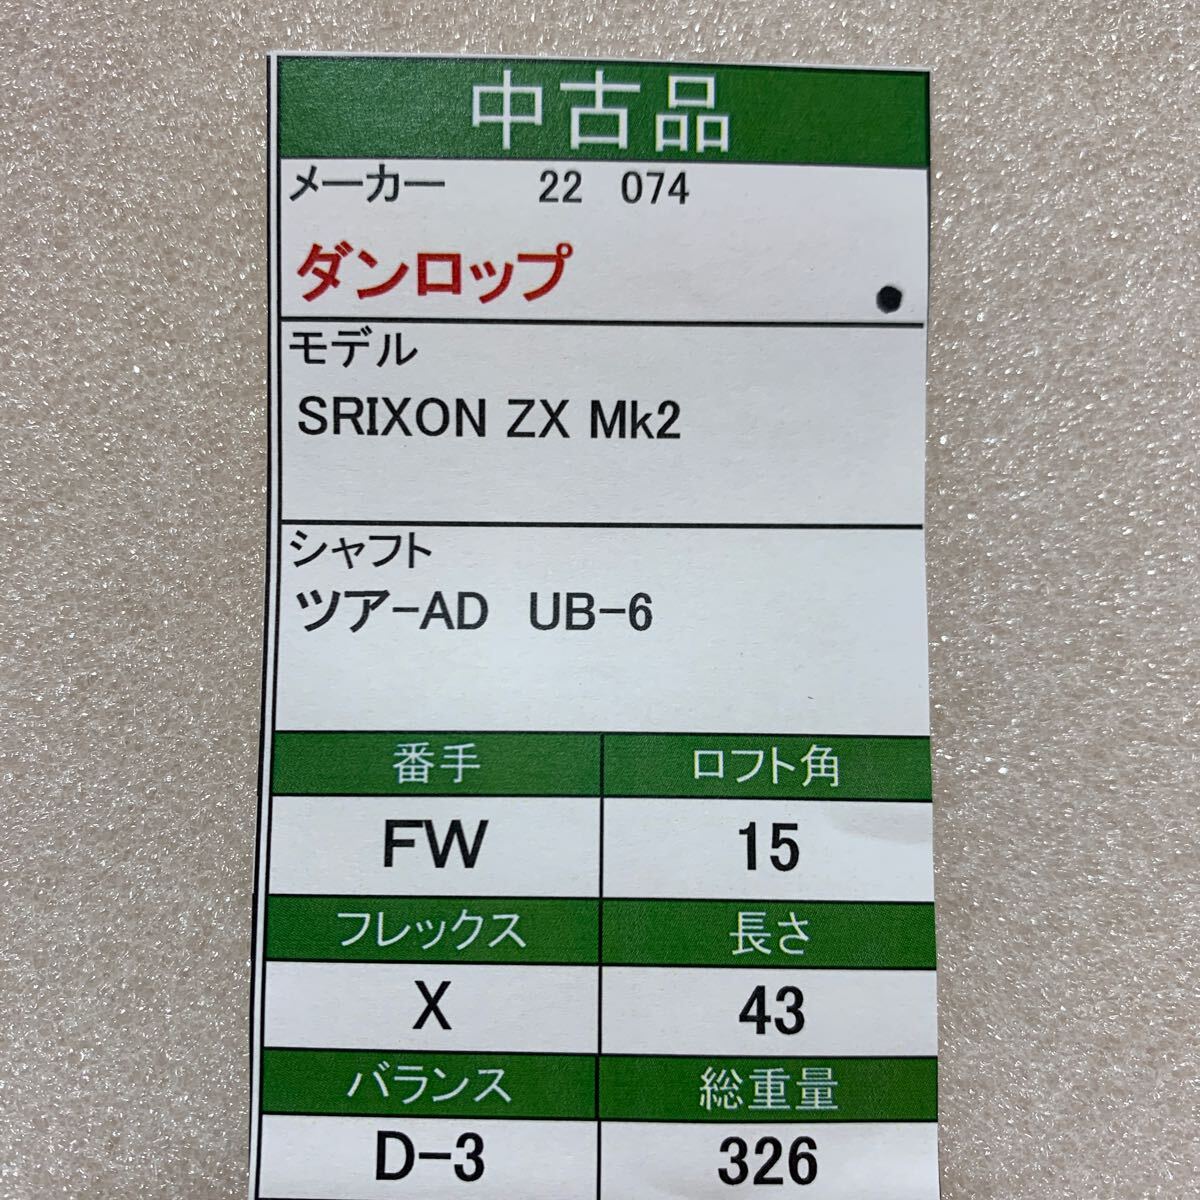 中古品
メーカー 22 074
ダンロップ
モデル
SRIXON ZX Mk2
シャフト
ツアーAD UB-6
番手 ロフト角
FW 15
フレックス 長さ
X 43
バランス 総重量
D-3 326